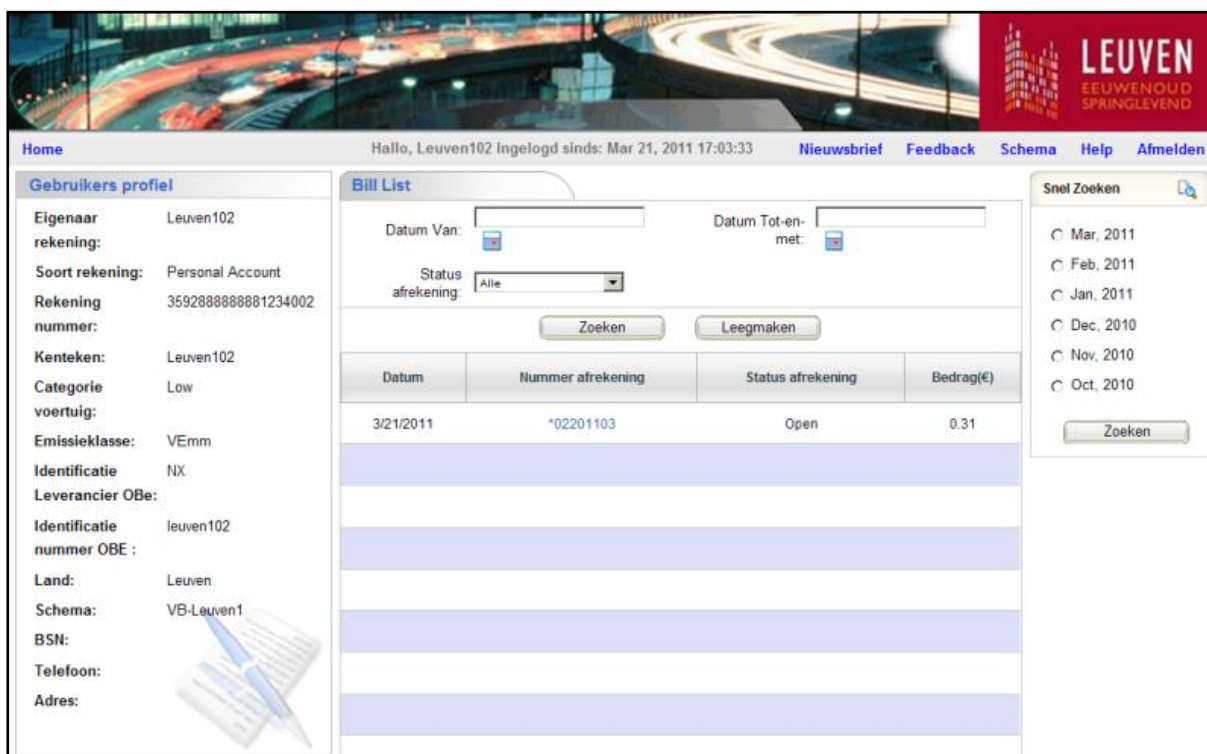 LEUVEN
EEUWENOUD
SPRINGLEVEND
Home
Hallo, Leuven102 Ingelogd sinds: Mar 21, 2011 17:03:33
Nieuwsbrief Feedback Schema Help Afmelden
Gebruikers profiel
Eigenaar rekening: Leuven102
Soort rekening: Personal Account
Rekening nummer: 3592888888881234002
Kenteken: Leuven102
Categorie voertuig: Low
Emissieklasse: VEmm
Identificatie Leverancier OBe: NX
Identificatie nummer OBE : leuven102
Land: Leuven
Schema: VB-Leuven1
BSN:
Telefoon:
Adres:
Bill List
Datum Van:
Datum Tot-en-met:
Status afrekening: Alle
Zoeken Leegmaken
Datum Nummer afrekening Status afrekening Bedrag(€)
3/21/2011 *02201103 Open 0.31
Snel Zoeken
Mar, 2011
Feb, 2011
Jan, 2011
Dec, 2010
Nov, 2010
Oct, 2010
Zoeken